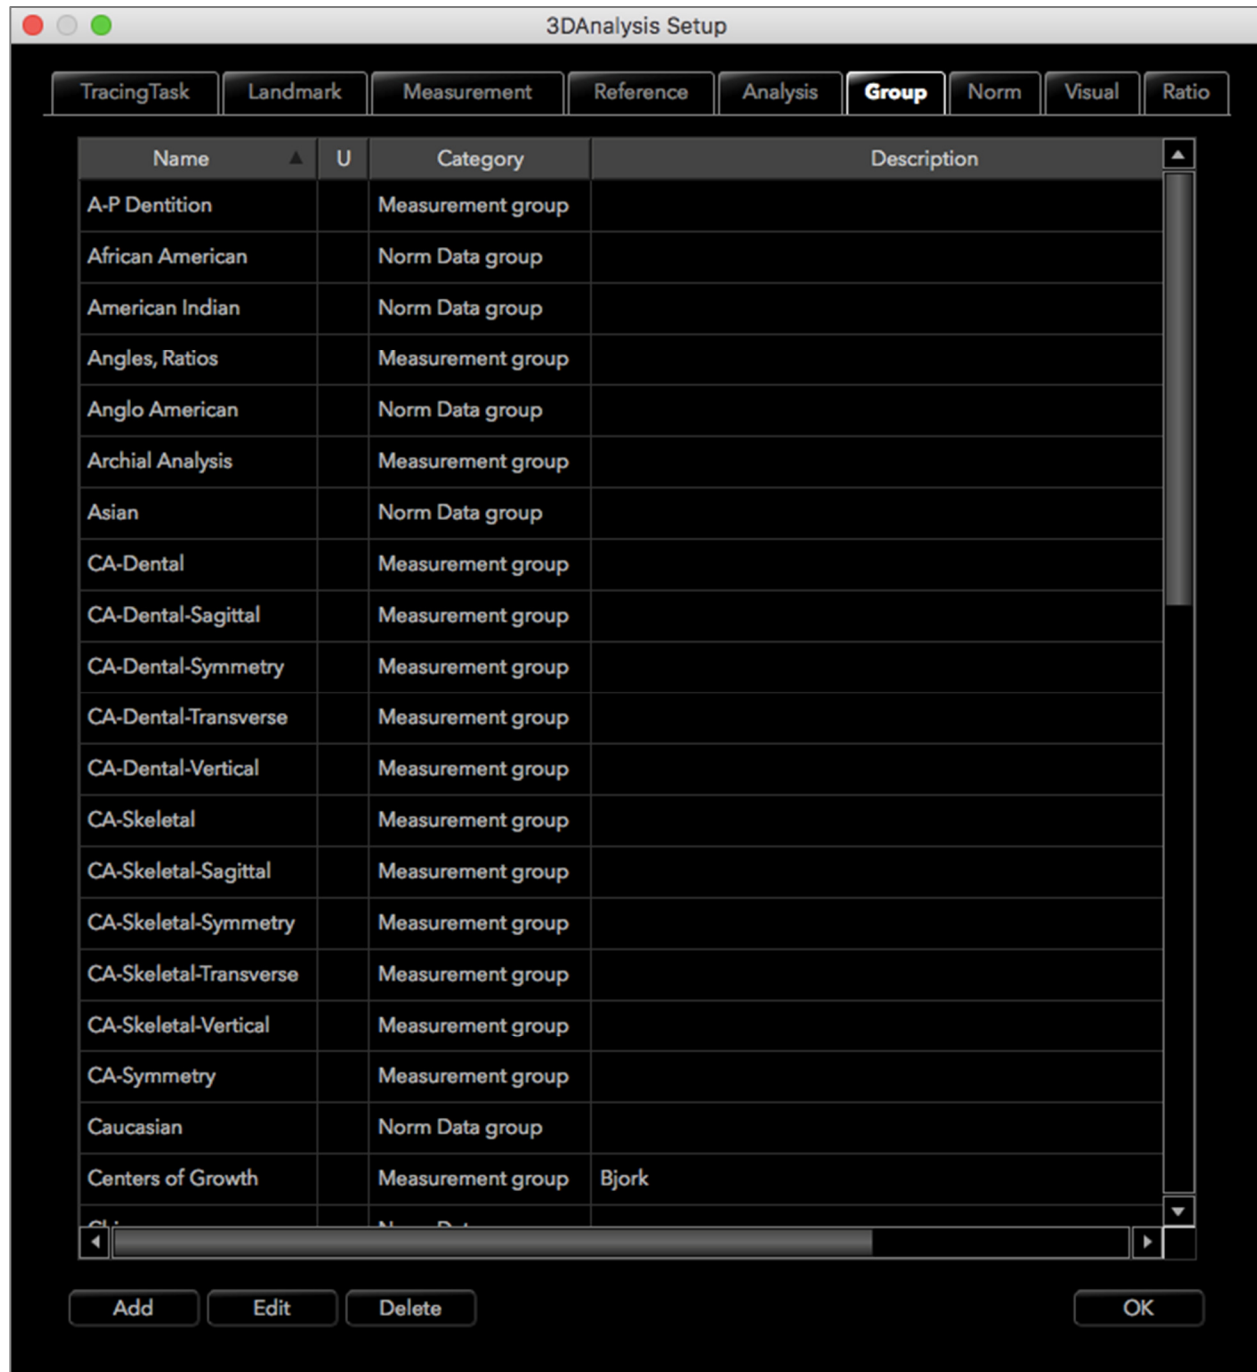 3DAnalysis Setup
TracingTask Landmark Measurement Reference Analysis Group Norm Visual Ratio
Name U Category Description
A-P Dentition Measurement group
African American Norm Data group
American Indian Norm Data group
Angles, Ratios Measurement group
Anglo American Norm Data group
Archial Analysis Measurement group
Asian Norm Data group
CA-Dental Measurement group
CA-Dental-Sagittal Measurement group
CA-Dental-Symmetry Measurement group
CA-Dental-Transverse Measurement group
CA-Dental-Vertical Measurement group
CA-Skeletal Measurement group
CA-Skeletal-Sagittal Measurement group
CA-Skeletal-Symmetry Measurement group
CA-Skeletal-Transverse Measurement group
CA-Skeletal-Vertical Measurement group
CA-Symmetry Measurement group
Caucasian Norm Data group
Centers of Growth Measurement group Bjork
Add Edit Delete OK